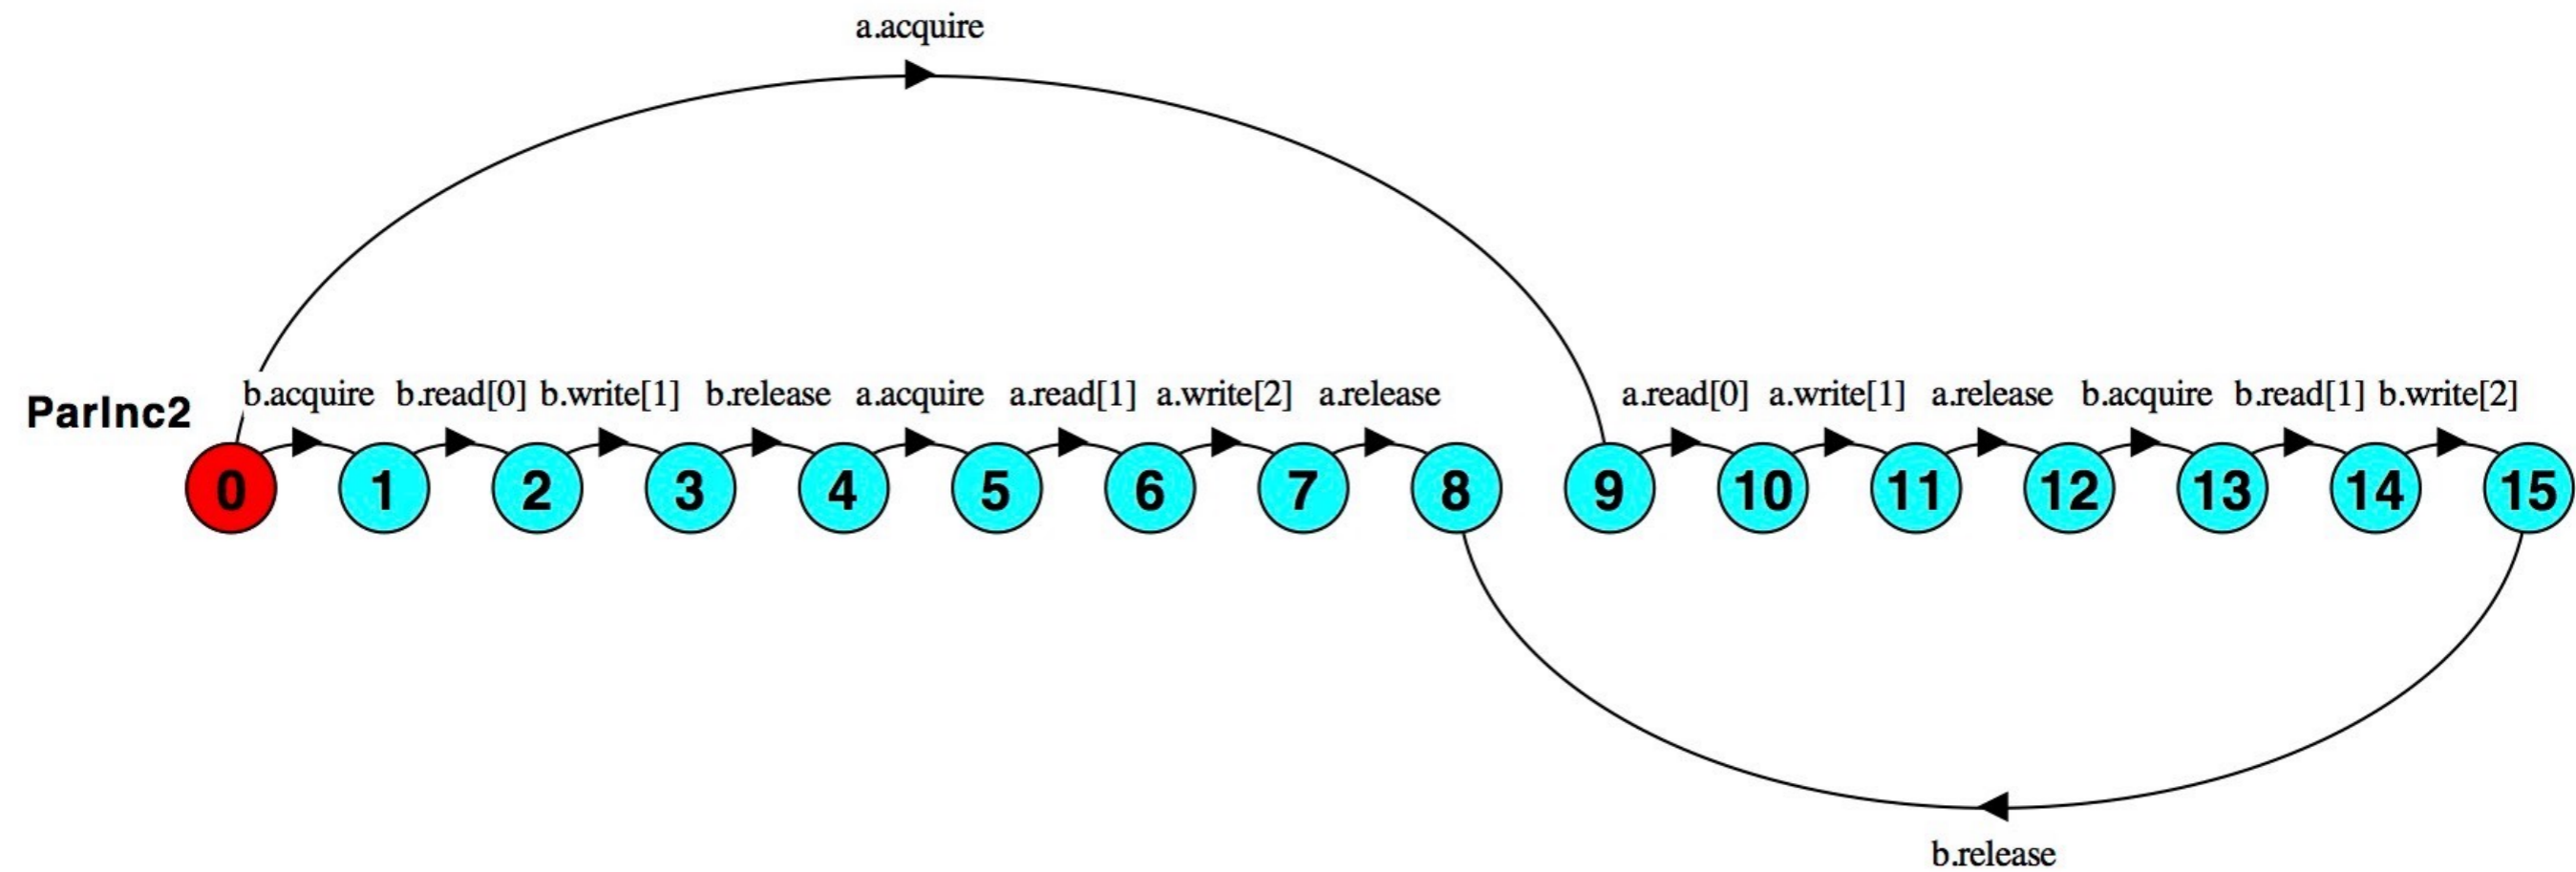 a.acquire
b.acquire b.read[0] b.write[1] b.release a.acquire a.read[1] a.write[2] a.release a.read[0] a.write[1] a.release b.acquire b.read[1] b.write[2]
ParInc2
0 1 2 3 4 5 6 7 8 9 10 11 12 13 14 15
b.release